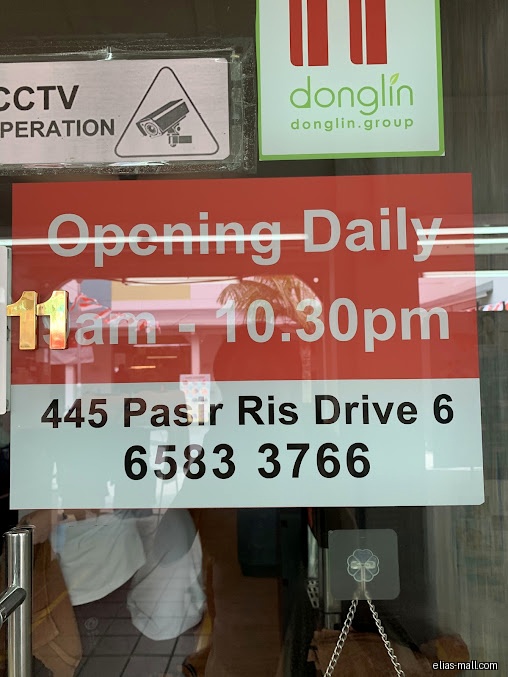 CCTV
PERATION
donglin
donglin.group
Opening Daily
11am - 10.30pm
445 Pasir Ris Drive 6
6583 3766
elias-mall.com